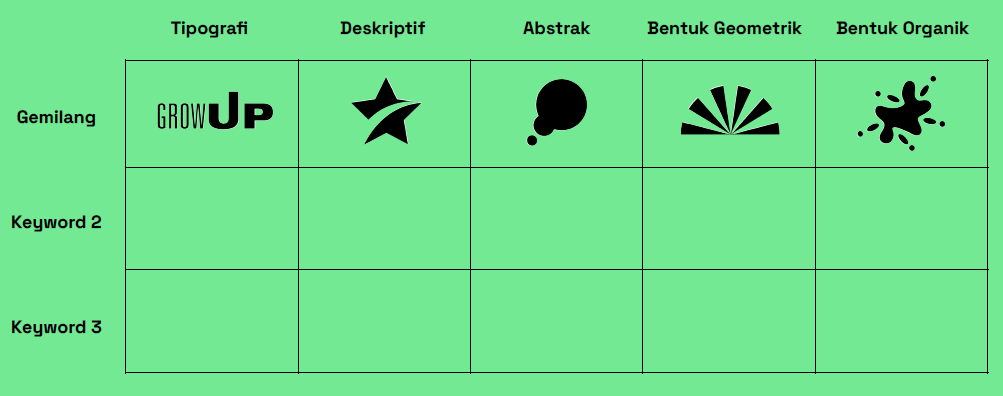 Tipografi
Deskriptif
Abstrak
Bentuk Geometrik
Bentuk Organik
Gemilang
GROWUP
Keyword 2
Keyword 3